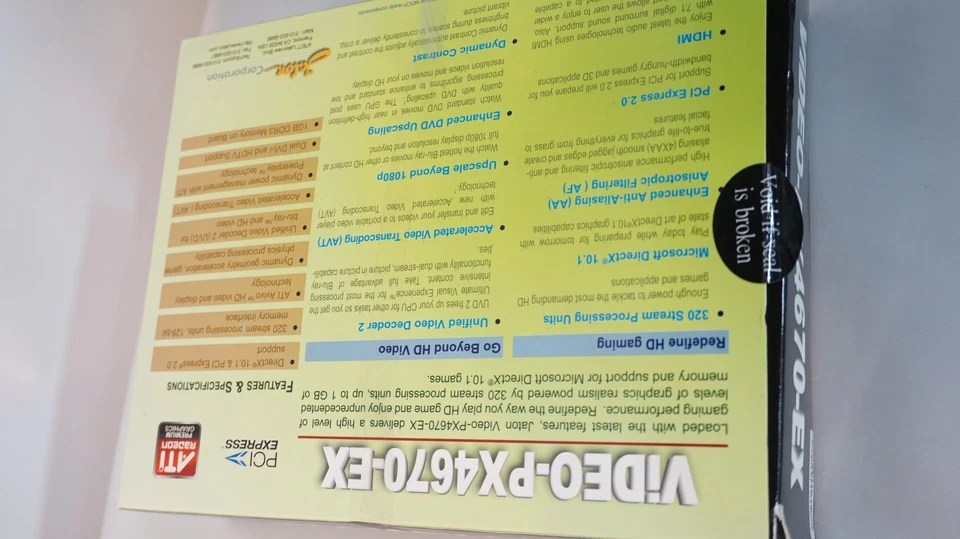 ViDEO-PX4670-EX
PCI
EXPRESS™
ATI
RADEON
PREMIUM
GRAPHICS
Loaded with the latest features, Jaton, Video-PX4670-EX delivers a high level of
gaming performance. Redefine the way you play HD game and enjoy unprecedented
levels of graphics realism powered by 320 stream processing units, up to 1 GB of
memory and support for Microsoft DirectX® 10.1 games.
Redefine HD gaming
• 320 Stream Processing Units
Enough power to tackle the most demanding HD
games and applications
Microsoft DirectX® 10.1
Play today while preparing for tomorrow with
state of art DirectX®10.1 graphics capabilities
• Enhanced Anti-Aliasing (AA)
Anisotropic Filtering ( AF)
High performance anisotropic filtering and anti-
aliasing (4XAA) smooth jagged edges and create
true-to-life graphics for everything from grass to
facial features
• PCI Express 2.0
Support for PCI Express 2.0 will prepare you for
bandwidth-hungry games and 3D applications
• HDMI
Enjoy the latest audio technologies using HDMI
with 7.1 digital surround sound support. Also,
allows the user to enjoy a wider
to a capable
Go Beyond HD Video
• Unified Video Decoder 2
UVD 2 frees up your CPU for other tasks so you get the
Ultimate Visual Experience™ for the most processing
intensive content. Take full advantage of Blu-ray
functionality with dual-stream, picture in picture capabili-
ties.
• Accelerated Video Transcoding (AVT)
Edit and transfer your videos to a portable video player
with new Accelerated Video Transcoding (AVT)
technology.
• Upscale Beyond 1080p
Watch the hottest Blu-ray movies or other HD content at
full 1080p display resolution and beyond.
• Enhanced DVD Upscaling
Watch standard DVD movies in near high-definition
quality with DVD upscaling. The GPU uses post
processing algorithms to enhance standard and low
resolution videos and movies on your HD display.
• Dynamic Contrast
Dynamic Contrast automatically adjusts the contrast and
brightness during scenes to consistently deliver a crisp,
vibrant picture.
FEATURES & SPECIFICATIONS
• DirectX® 10.1 & PCI Express® 2.0
support
• 320 stream processing units, 128-bit
memory interface
• ATI Avivo™ HD video and display
technology
• Dynamic geometry acceleration, game
physics processing capability
• Unified Video Decoder 2 (UVD) for
blu-ray™ and HD video
• Accelerated Video Transcoding ( AVT)
• Dynamic power management with ATI
Powerplay™ technology
• Dual DVI-I and HDTV Support
• 1GB DDR3 Memory on Board
Jaton Corporation
47677 Lakeview Blvd.
Fremont, CA94538 USA
Void if seal
is broken
ViDEO-PX4670-EX